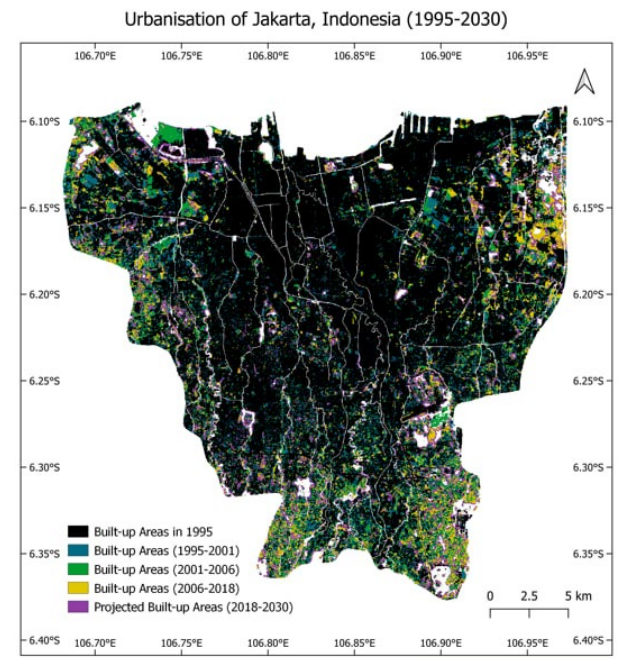 Urbanisation of Jakarta, Indonesia (1995-2030)
106.70°E 106.75°E 106.80°E 106.85°E 106.90°E 106.95°E
6.10°S 6.10°S
6.15°S 6.15°S
6.20°S 6.20°S
6.25°S 6.25°S
6.30°S 6.30°S
Built-up Areas in 1995
Built-up Areas (1995-2001)
6.35°S 6.35°S
Built-up Areas (2001-2006)
Built-up Areas (2006-2018)
Projected Built-up Areas (2018-2030)
0 2.5 5 km
6.40°S 6.40°S
106.70°E 106.75°E 106.80°E 106.85°E 106.90°E 106.95°E